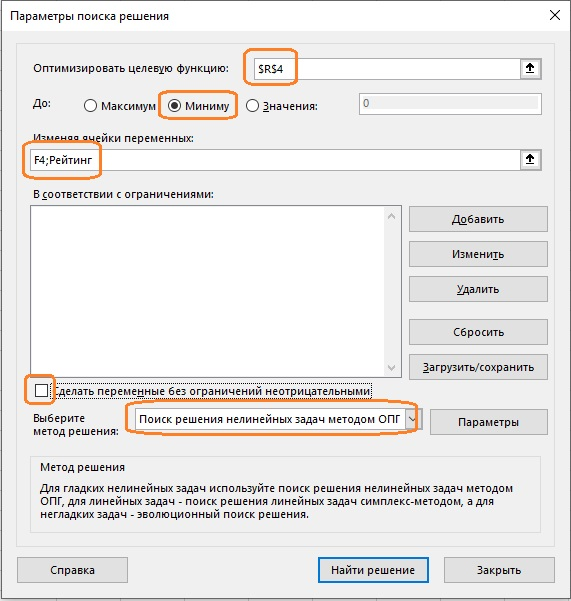 Параметры поиска решения
Оптимизировать целевую функцию:
$R$4
До:
Максимум
Миниму
Значения:
0
Изменяя ячейки переменных:
F4;Рейтинг
В соответствии с ограничениями:
Добавить
Изменить
Удалить
Сбросить
Загрузить/сохранить
Сделать переменные без ограничений неотрицательными
Выберите
метод решения:
Поиск решения нелинейных задач методом ОПГ
Параметры
Метод решения
Для гладких нелинейных задач используйте поиск решения нелинейных задач методом
ОПГ, для линейных задач - поиск решения линейных задач симплекс-методом, а для
негладких задач - эволюционный поиск решения.
Справка
Найти решение
Закрыть